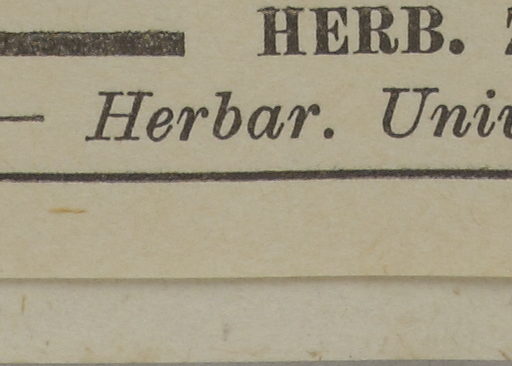 HERB.
— Herbar. Univ